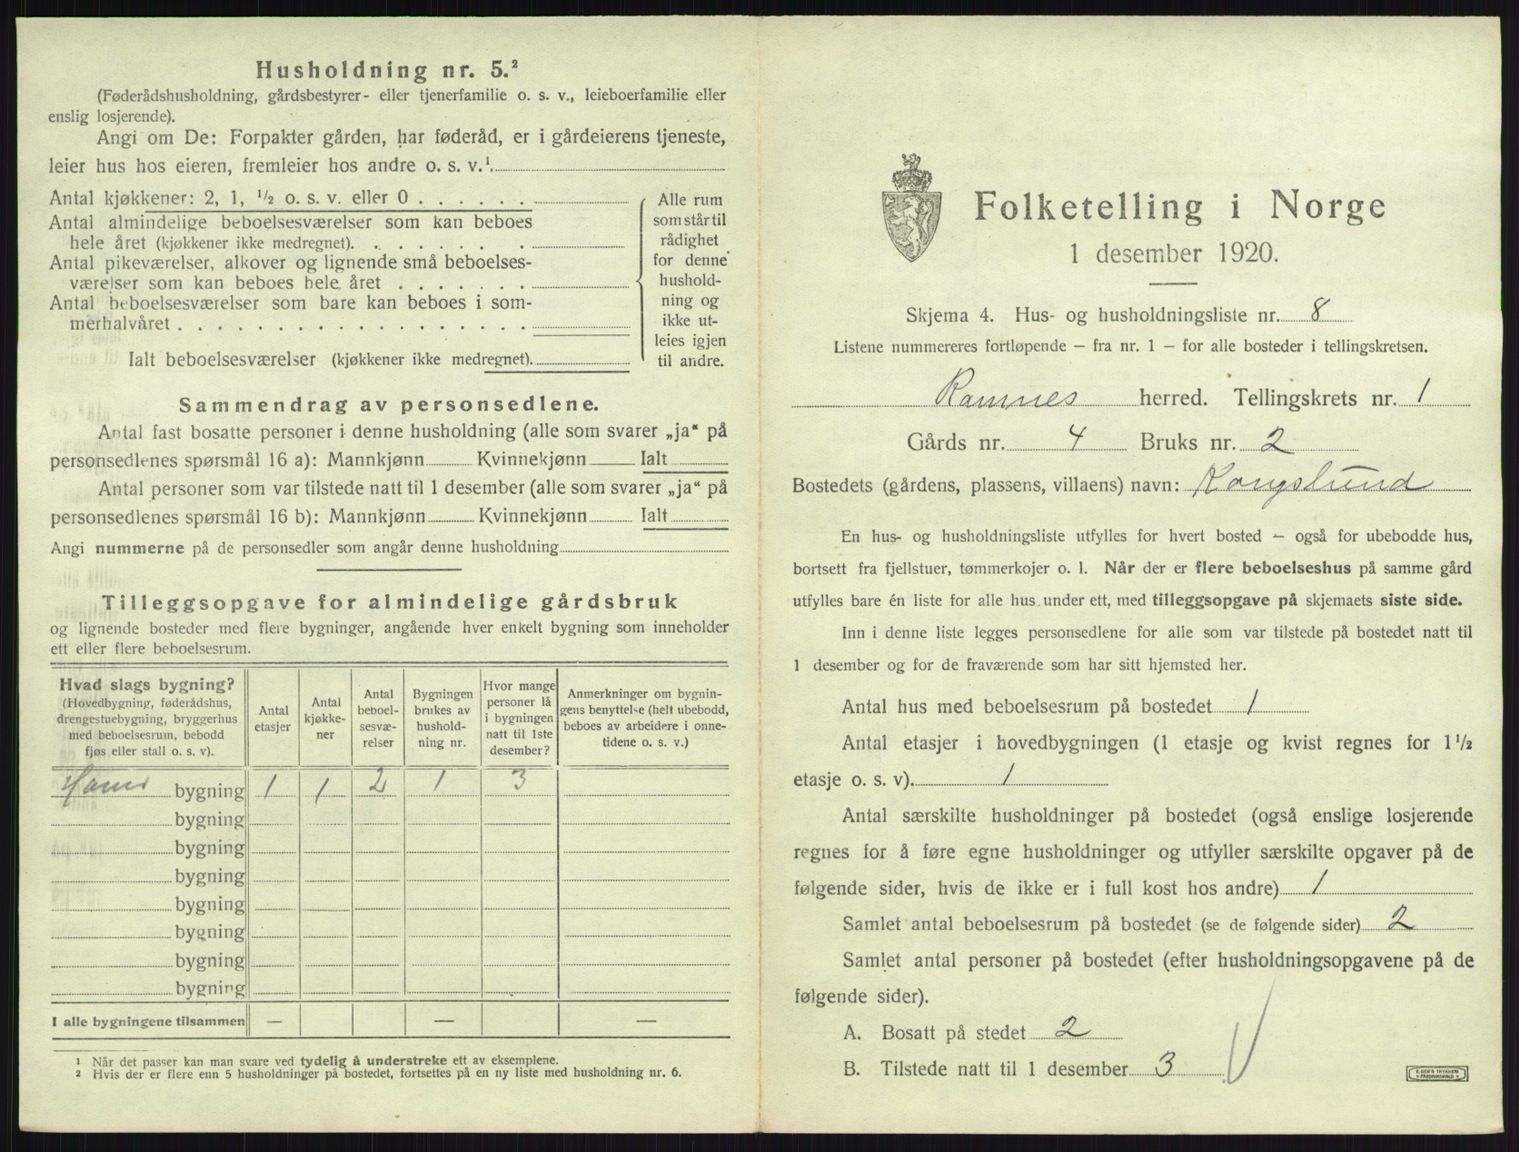 Husholdning nr. 5.²
(Føderådshusholdning, gårdsbestyrer- eller tjenerfamilie o. s. v., leieboerfamilie eller
enslig losjerende).
Angi om De: Forpakter gården, har føderåd, er i gårdeierens tjeneste,
leier hus hos eieren, fremleier hos andre o. s. v.¹
Antal kjøkkener: 2, 1, ½ o. s. v. eller 0
Antal almindelige beboelsesværelser som kan beboes
hele året (kjøkkener ikke medregnet).
Antal pikeværelser, alkover og lignende små beboelses-
værelser som kan beboes hele året
Antal beboelsesværelser som bare kan beboes i som-
merhalvåret
Ialt beboelsesværelser (kjøkkener ikke medregnet).
Alle rum
som står til
rådighet
for denne
hushold-
ning og
ikke ut-
leies igjen
til andre.
Sammendrag av personsedlene.
Antal fast bosatte personer i denne husholdning (alle som svarer „ja“ på
personsedlenes spørsmål 16 a): Mannkjønn Kvinnekjønn Ialt
Antal personer som var tilstede natt til 1 desember (alle som svarer „ja“ på
personsedlenes spørsmål 16 b): Mannkjønn Kvinnekjønn Ialt
Angi nummerne på de personsedler som angår denne husholdning
Tilleggsopgave for almindelige gårdsbruk
og lignende bosteder med flere bygninger, angående hver enkelt bygning som inneholder
ett eller flere beboelsesrum.
Hvad slags bygning?
(Hovedbygning, føderådshus,
drengestuebygning, bryggerhus
med beboelsesrum, bebodd
fjøs eller stall o. s. v).
Antal
etasjer
Antal
kjøkke-
ner
Antal
beboel-
sesvæ-
relser
Bygningen
brukes av
hushold-
ning nr.
Hvor mange
personer lå
i bygningen
natt til 1ste
desember?
Anmerkninger om bygnin-
gens benyttelse (helt ubebodd,
beboes av arbeidere i onne-
tidene o. s. v.)
bygning 1 1 2 1 3
bygning
bygning
bygning
bygning
bygning
bygning
bygning
I alle bygningene tilsammen — — —
¹ Når det passer kan man svare ved tydelig å understreke ett av eksemplene.
² Hvis der er flere enn 5 husholdninger på bostedet, fortsettes på en ny liste med husholdning nr. 6.
Folketelling i Norge
1 desember 1920.
Skjema 4. Hus- og husholdningsliste nr. 8
Listene nummereres fortløpende — fra nr. 1 — for alle bosteder i tellingskretsen.
Ramnes herred. Tellingskrets nr. 1
Gårds nr. 4 Bruks nr. 2
Bostedets (gårdens, plassens, villaens) navn: Kongslund
En hus- og husholdningsliste utfylles for hvert bosted — også for ubebodde hus,
bortsett fra fjellstuer, tømmerkojer o. l. Når der er flere beboelseshus på samme gård
utfylles bare én liste for alle hus under ett, med tilleggsopgave på skjemaets siste side.
Inn i denne liste legges personsedlene for alle som var tilstede på bostedet natt til
1 desember og for de fraværende som har sitt hjemsted her.
Antal hus med beboelsesrum på bostedet 1
Antal etasjer i hovedbygningen (1 etasje og kvist regnes for 1½
etasje o. s. v). 1
Antal særskilte husholdninger på bostedet (også enslige losjerende
regnes for å føre egne husholdninger og utfyller særskilte opgaver på de
følgende sider, hvis de ikke er i full kost hos andre) 1
Samlet antal beboelsesrum på bostedet (se de følgende sider) 2
Samlet antal personer på bostedet (efter husholdningsopgavene på de
følgende sider).
A. Bosatt på stedet 2
B. Tilstede natt til 1 desember 3